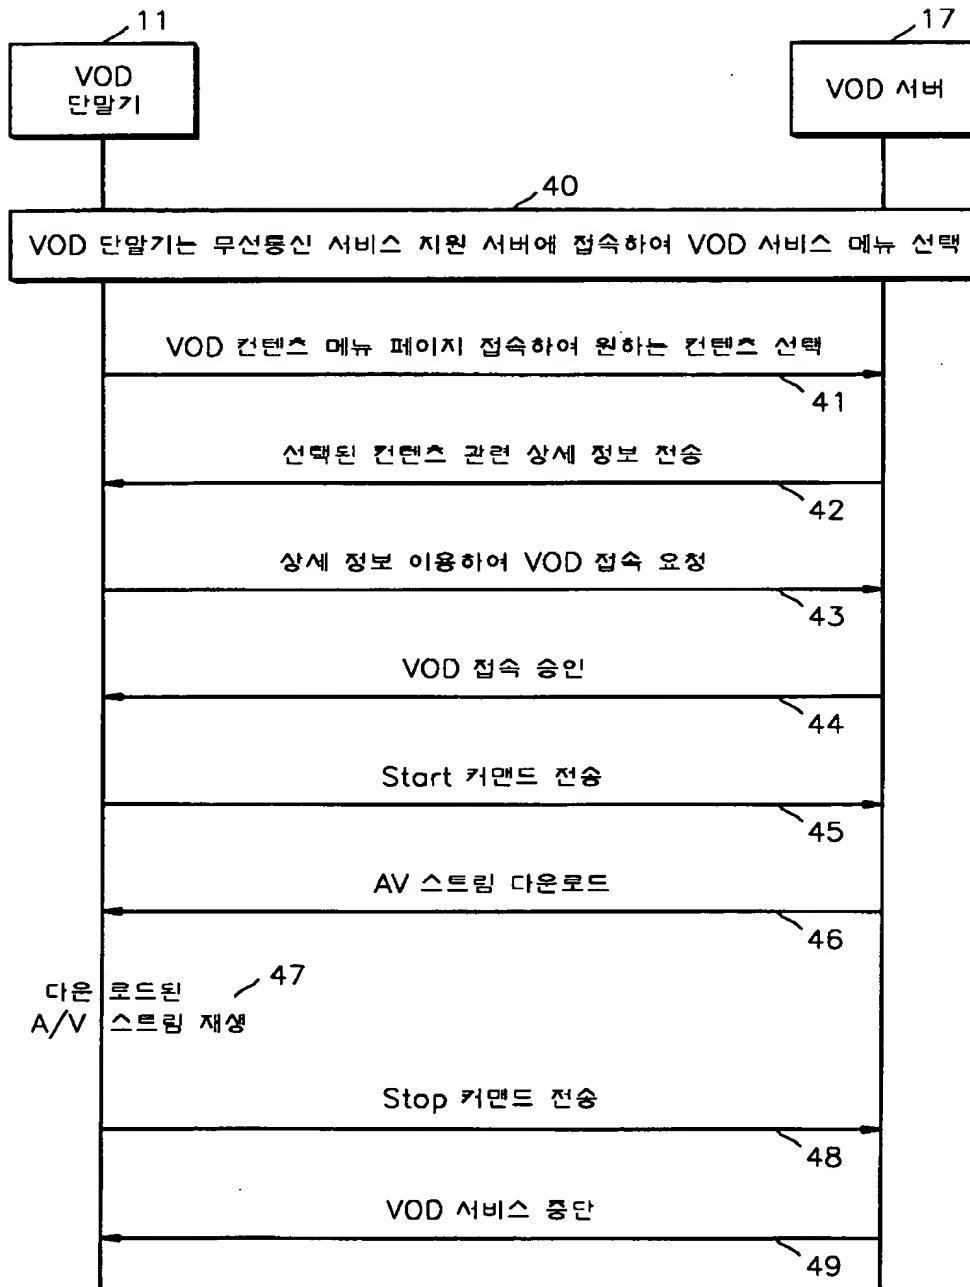 11
17
VOD
단말기
VOD 서버
40
VOD 단말기는 무선통신 서비스 지원 서버에 접속하여 VOD 서비스 메뉴 선택
VOD 컨텐츠 메뉴 페이지 접속하여 원하는 컨텐츠 선택
41
선택된 컨텐츠 관련 상세 정보 전송
42
상세 정보 이용하여 VOD 접속 요청
43
VOD 접속 승인
44
Start 커맨드 전송
45
AV 스트림 다운로드
46
47
다운 로드된
A/V 스트림 재생
Stop 커맨드 전송
48
VOD 서비스 중단
49